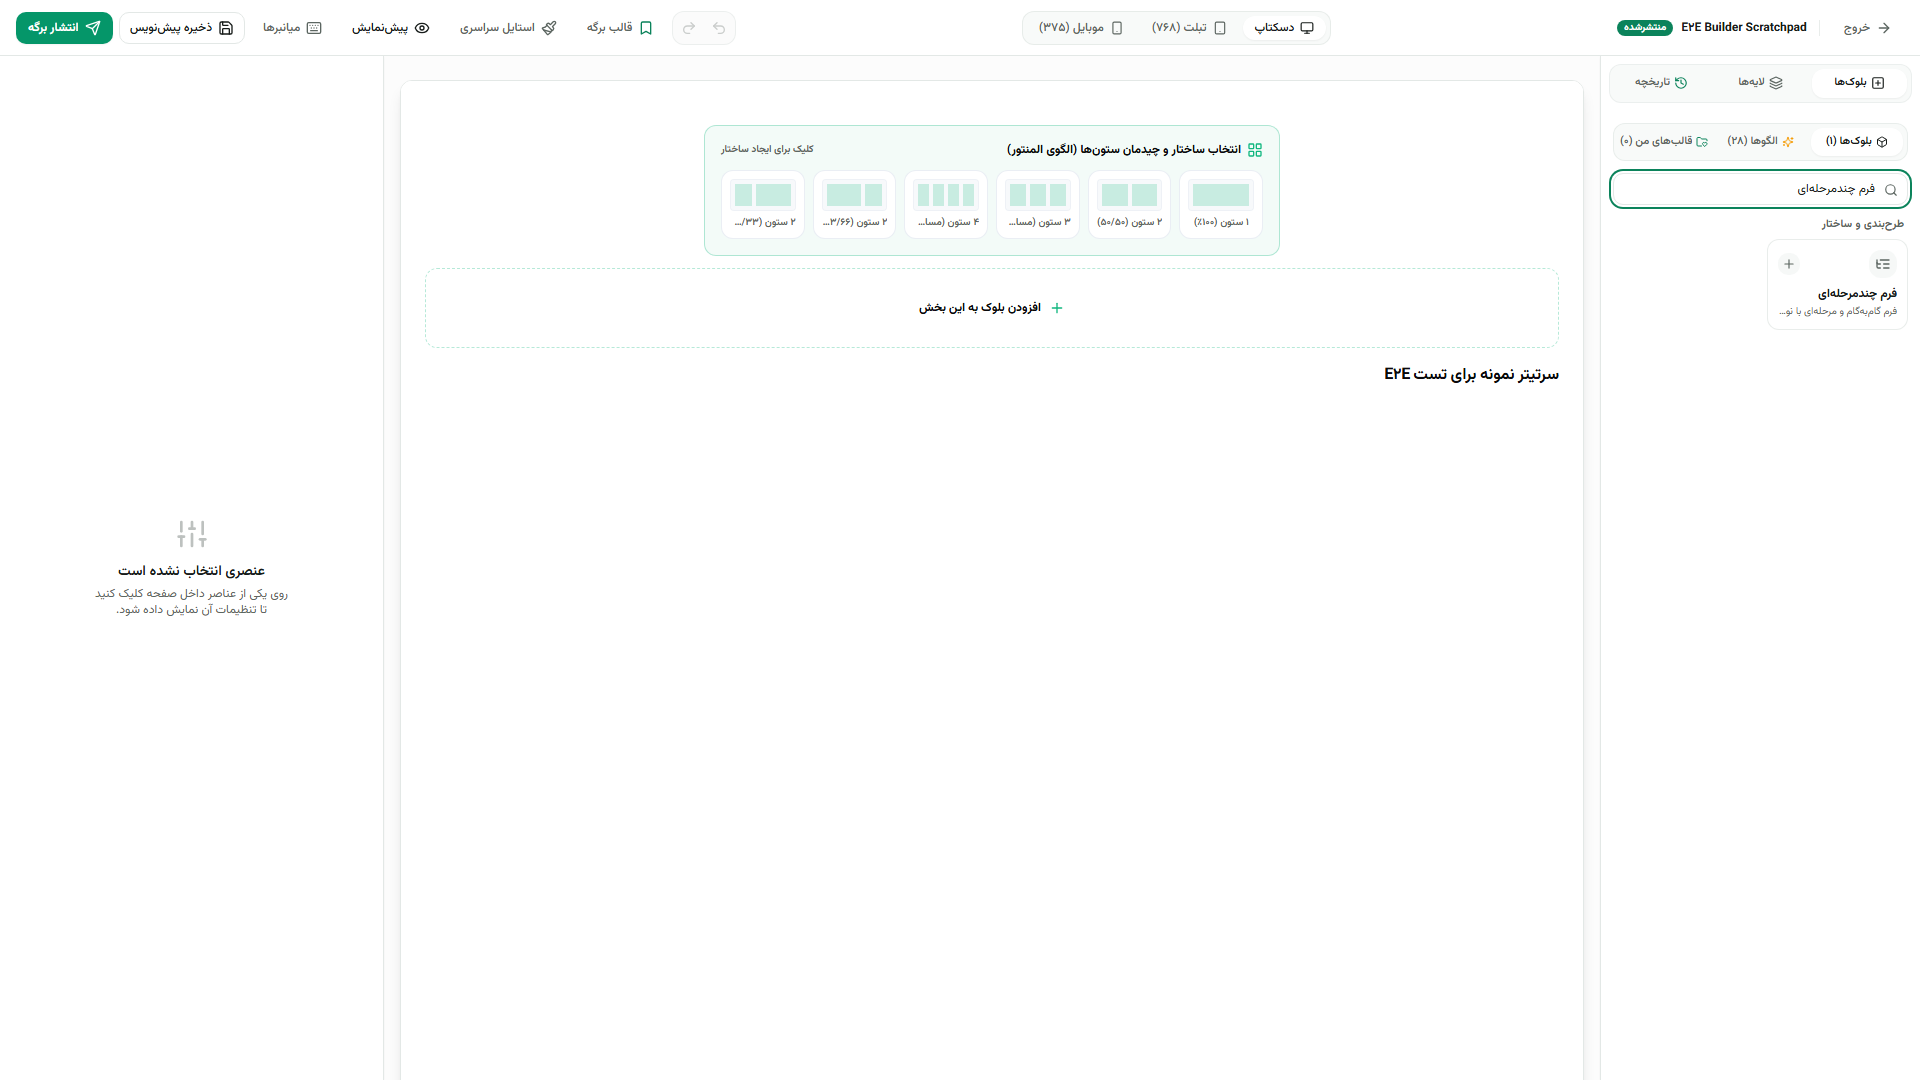 خروج
E2E Builder Scratchpad
منتشرشده
دسکتاپ
تبلت (۷۶۸)
موبایل (۳۷۵)
قالب برگه
استایل سراسری
پیش‌نمایش
میانبرها
ذخیره پیش‌نویس
انتشار برگه
بلوک‌ها
لایه‌ها
تاریخچه
بلوک‌ها (۱)
الگوها (۲۸)
قالب‌های من (۰)
فرم چندمرحله‌ای
طرح‌بندی و ساختار
فرم چندمرحله‌ای
فرم گام‌به‌گام و مرحله‌ای با نو...
انتخاب ساختار و چیدمان ستون‌ها (الگوی المنتور)
کلیک برای ایجاد ساختار
۱ ستون (۱۰۰٪)
۲ ستون (۵۰/۵۰)
۳ ستون (مسا...
۴ ستون (مسا...
۲ ستون (۳/۶۶...
۲ ستون (۳۳/...
افزودن بلوک به این بخش
سرتیتر نمونه برای تست E2E
عنصری انتخاب نشده است
روی یکی از عناصر داخل صفحه کلیک کنید
تا تنظیمات آن نمایش داده شود.